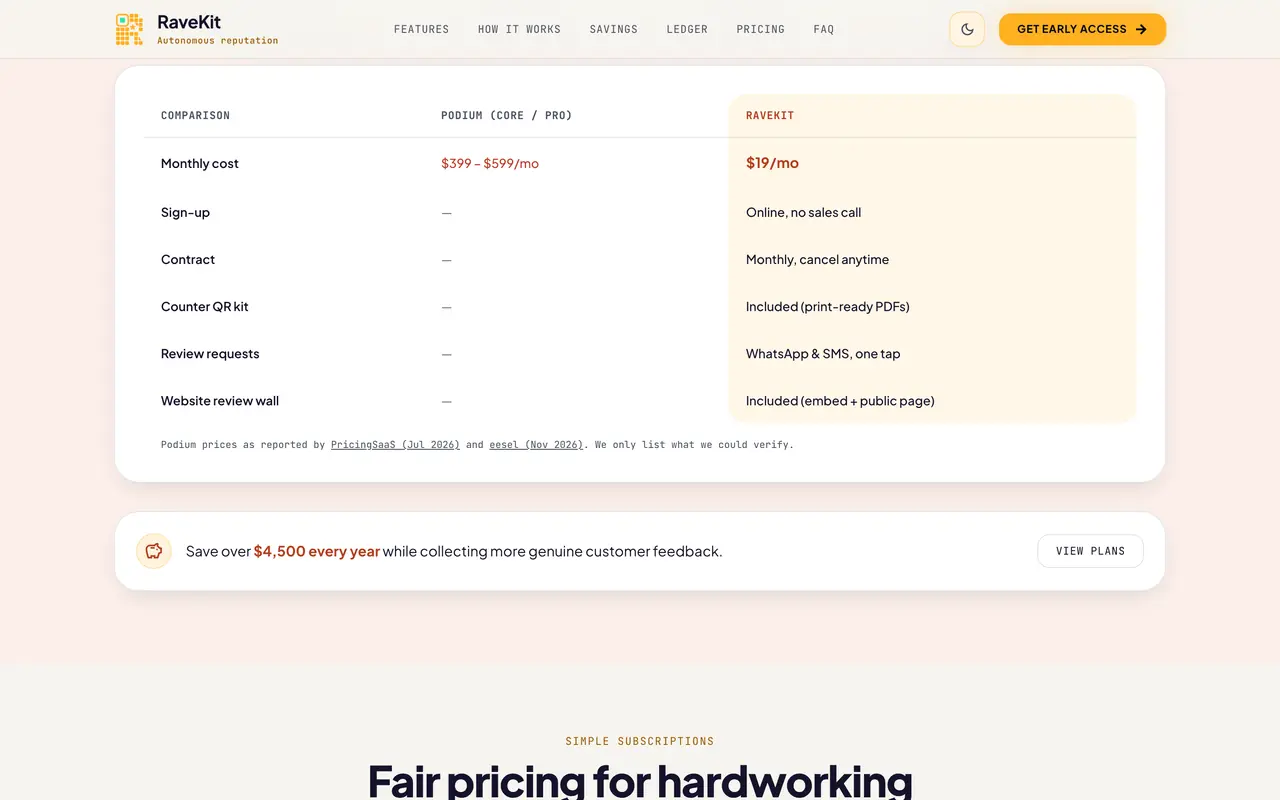 RaveKit
Autonomous reputation
FEATURES HOW IT WORKS SAVINGS LEDGER PRICING FAQ
GET EARLY ACCESS →
COMPARISON PODIUM (CORE / PRO) RAVEKIT
Monthly cost $399 – $599/mo $19/mo
Sign-up — Online, no sales call
Contract — Monthly, cancel anytime
Counter QR kit — Included (print-ready PDFs)
Review requests — WhatsApp & SMS, one tap
Website review wall — Included (embed + public page)
Podium prices as reported by PricingSaaS (Jul 2026) and eesel (Nov 2026). We only list what we could verify.
Save over $4,500 every year while collecting more genuine customer feedback.
VIEW PLANS
SIMPLE SUBSCRIPTIONS
Fair pricing for hardworking